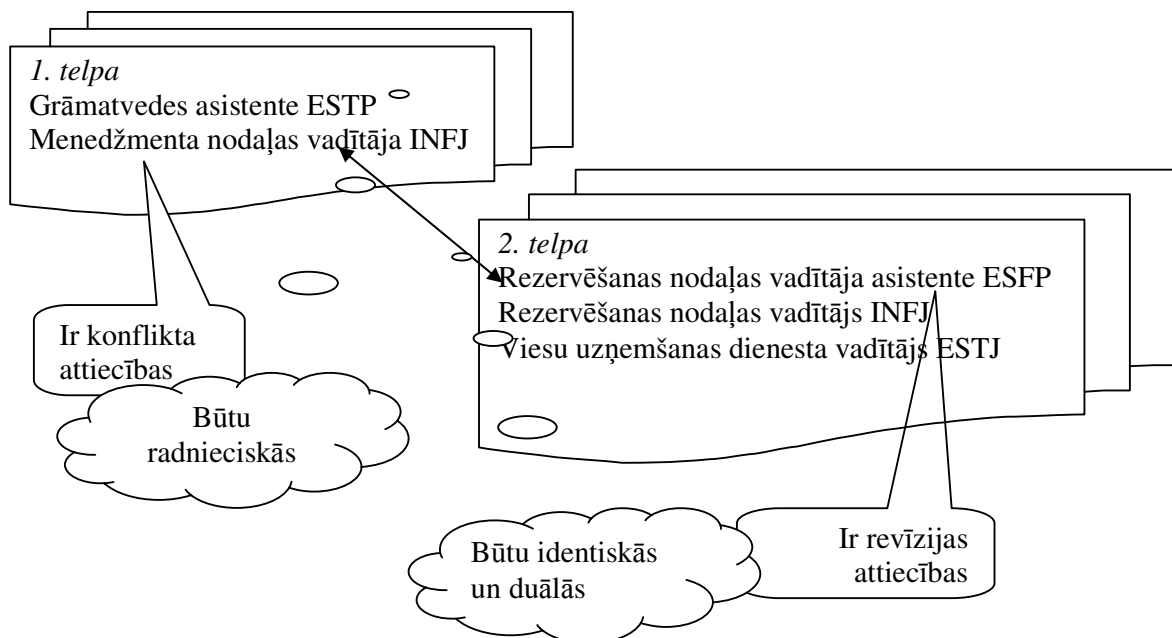 1. telpa
Grāmatvedes asistente ESTP
Menedžmenta nodaļas vadītāja INFJ
Ir konflikta
attiecības
Būtu
radnieciskās
2. telpa
Rezervēšanas nodaļas vadītāja asistente ESFP
Rezervēšanas nodaļas vadītājs INFJ
Viesu uzņemšanas dienesta vadītājs ESTJ
Būtu identiskās
un duālās
Ir revīzijas
attiecības